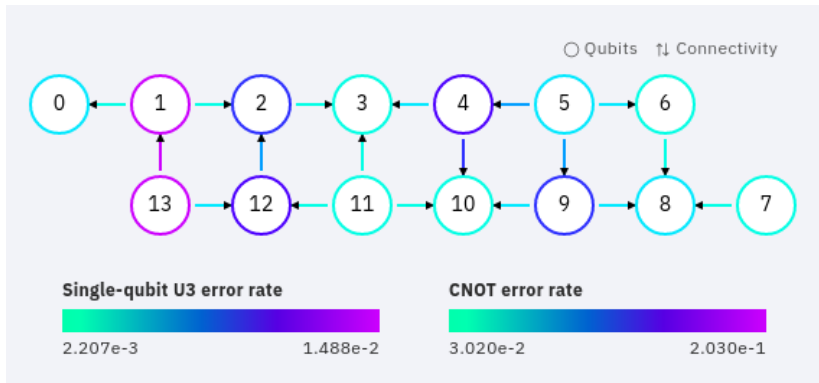 Qubits Connectivity
0 1 2 3 4 5 6
13 12 11 10 9 8 7
Single-qubit U3 error rate CNOT error rate
2.207e-3 1.488e-2 3.020e-2 2.030e-1